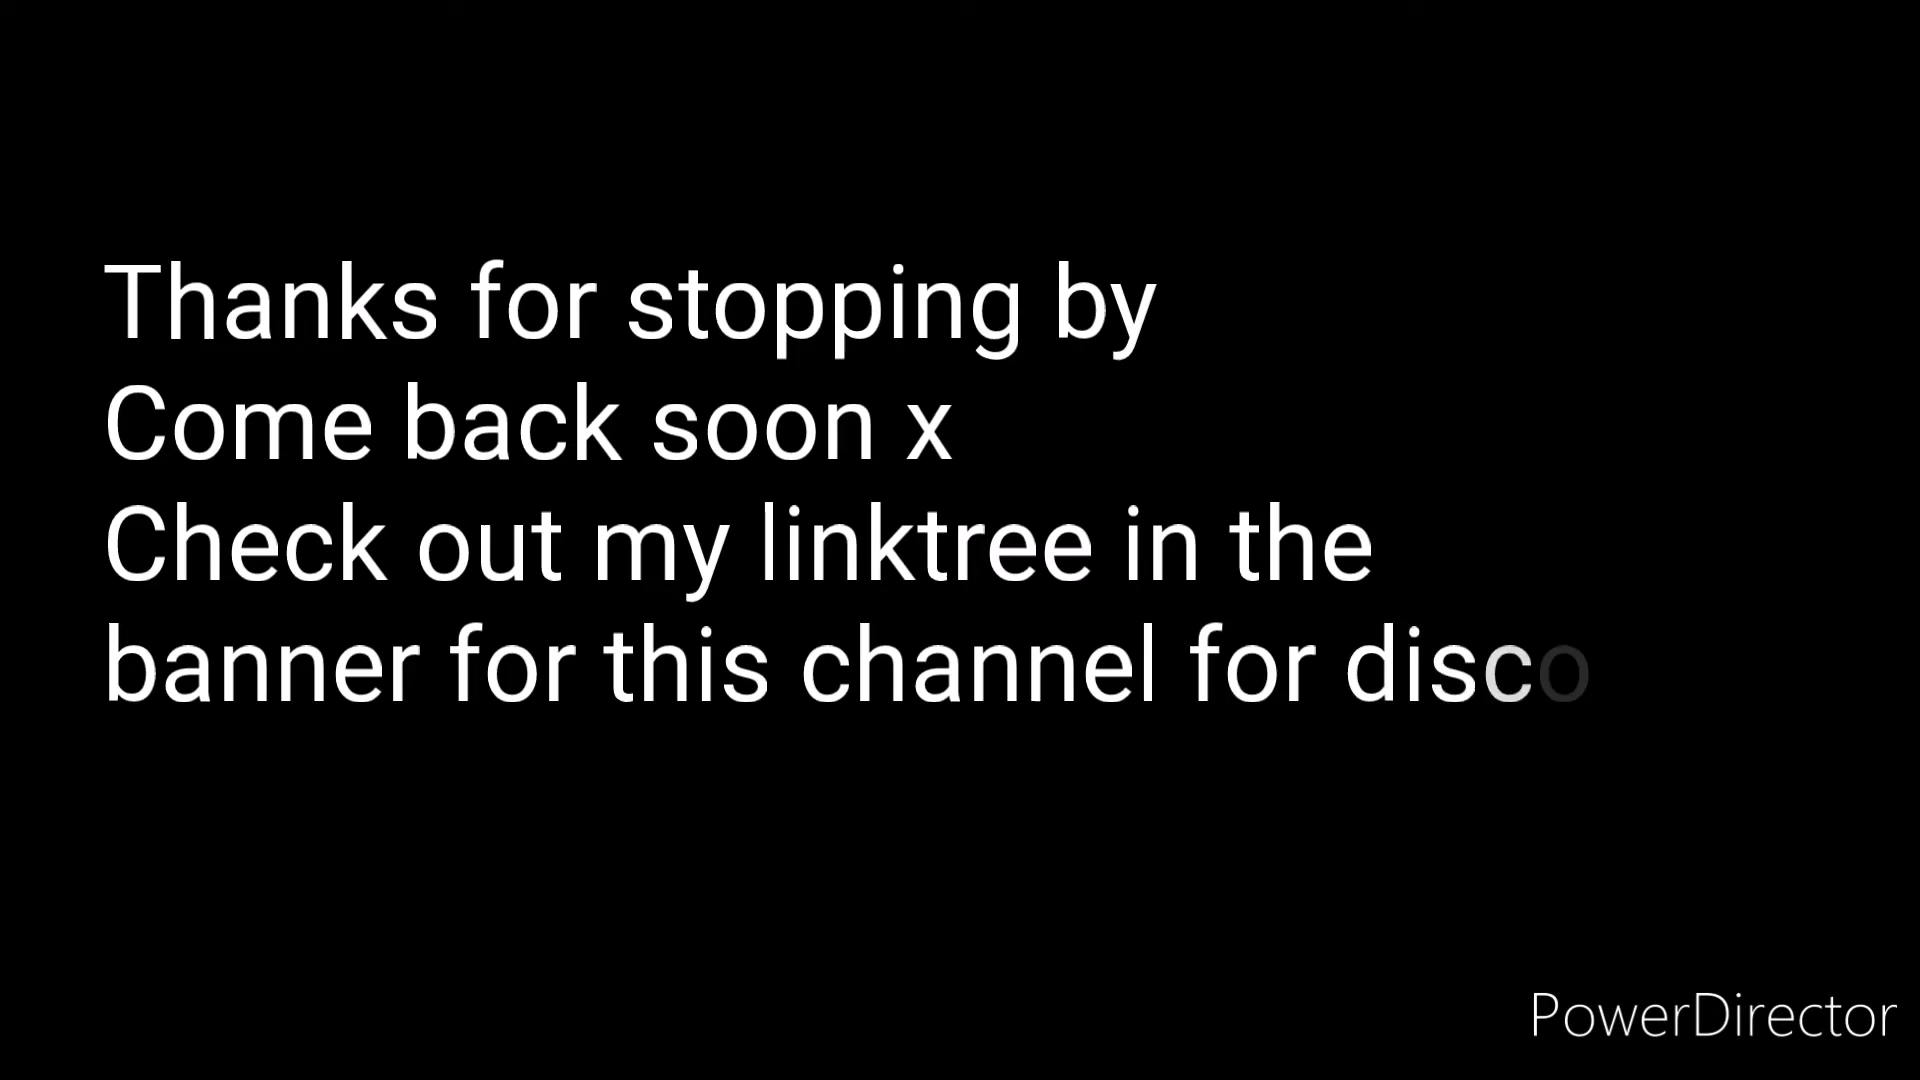 Thanks for stopping by
Come back soon x
Check out my linktree in the
banner for this channel for disco
PowerDirector